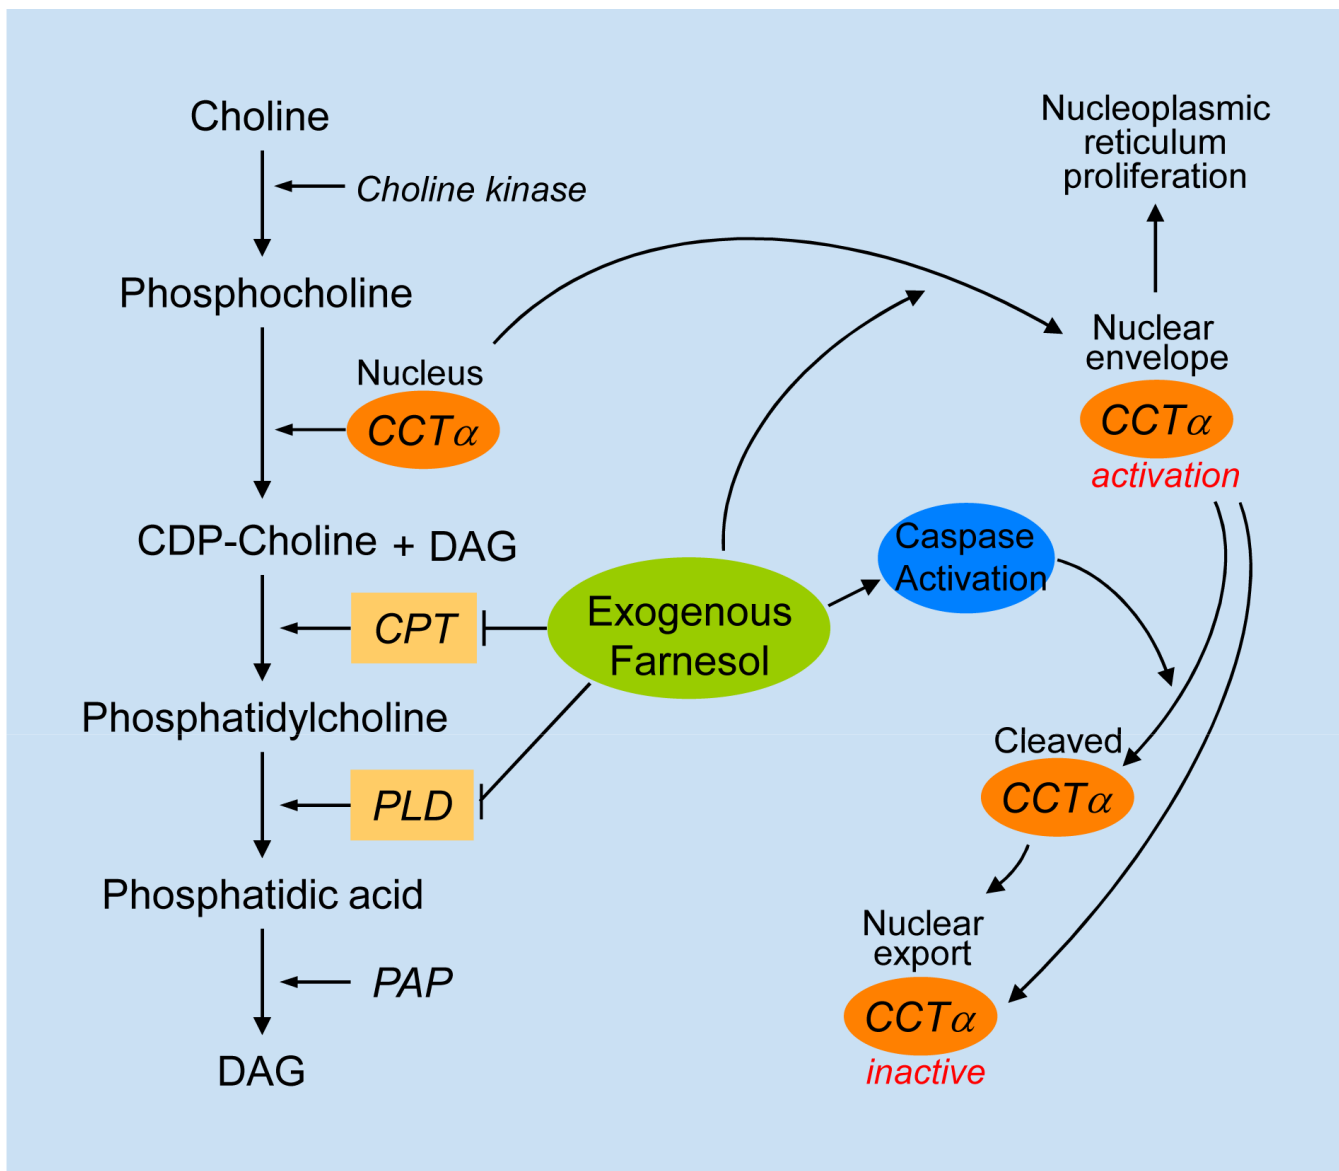 Choline
Choline kinase
Phosphocholine
Nucleus
CCTα
CDP-Choline + DAG
CPT
Phosphatidylcholine
PLD
Phosphatidic acid
PAP
DAG
Exogenous
Farnesol
Caspase
Activation
Nucleoplasmic
reticulum
proliferation
Nuclear
envelope
CCTα
activation
Cleaved
CCTα
Nuclear
export
CCTα
inactive